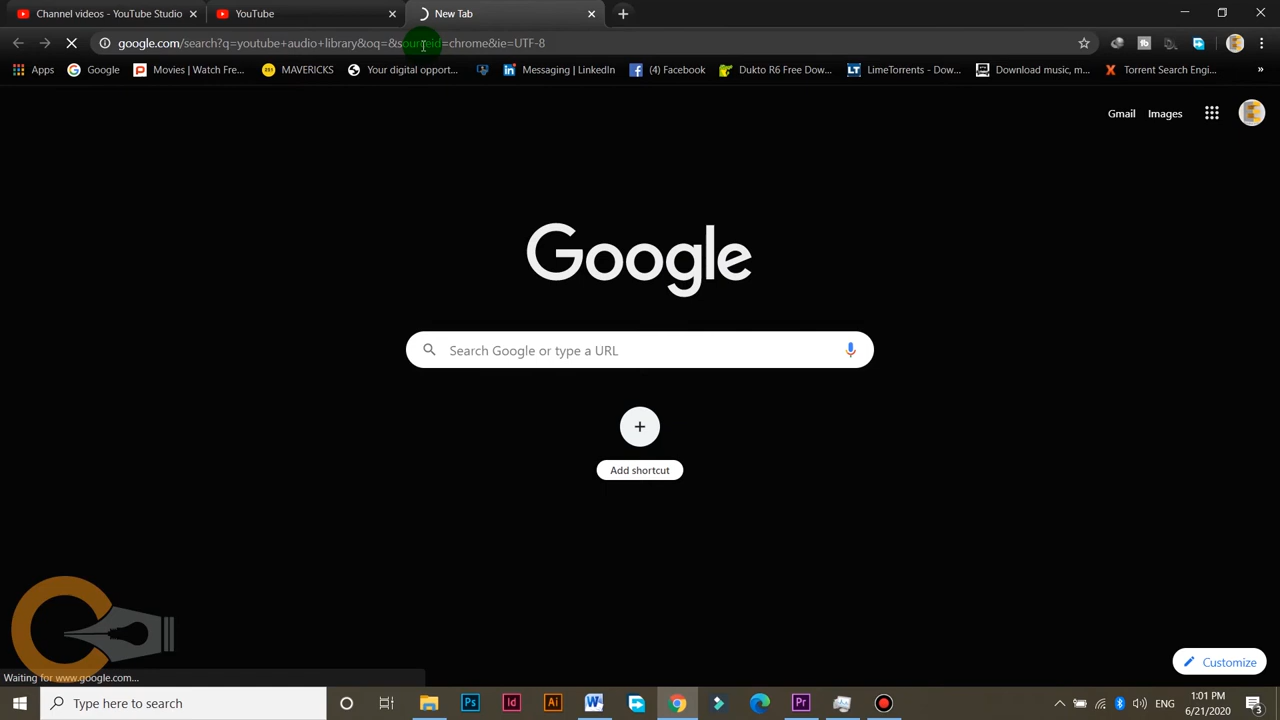 Channel videos - YouTube Studio
YouTube
New Tab
google.com/search?q=youtube+audio+library&oq=&sourceid=chrome&ie=UTF-8
Apps
Google
Movies | Watch Fre...
MAVERICKS
Your digital opport...
Messaging | LinkedIn
(4) Facebook
Dukto R6 Free Dow...
LimeTorrents - Dow...
Download music, m...
Torrent Search Engi...
Gmail
Images
Google
Search Google or type a URL
Add shortcut
Customize
Waiting for www.google.com...
Type here to search
ENG
1:01 PM
6/21/2020